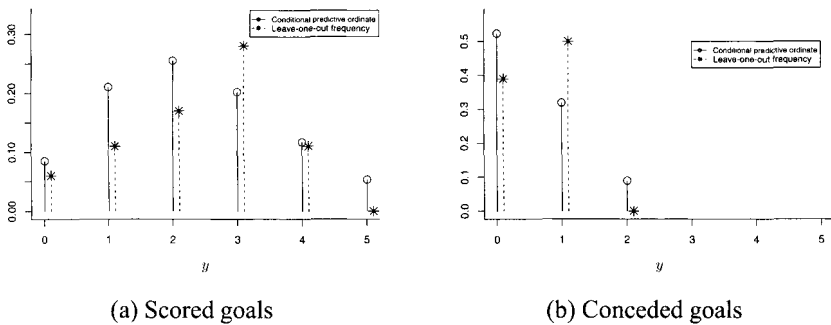 Conditional predictive ordinate
Leave-one-out frequency
0.30
0.20
0.10
0.00
0 1 2 3 4 5
y
(a) Scored goals
Conditional predictive ordinate
Leave-one-out frequency
0.5
0.4
0.3
0.2
0.1
0.0
0 1 2 3 4 5
y
(b) Conceded goals